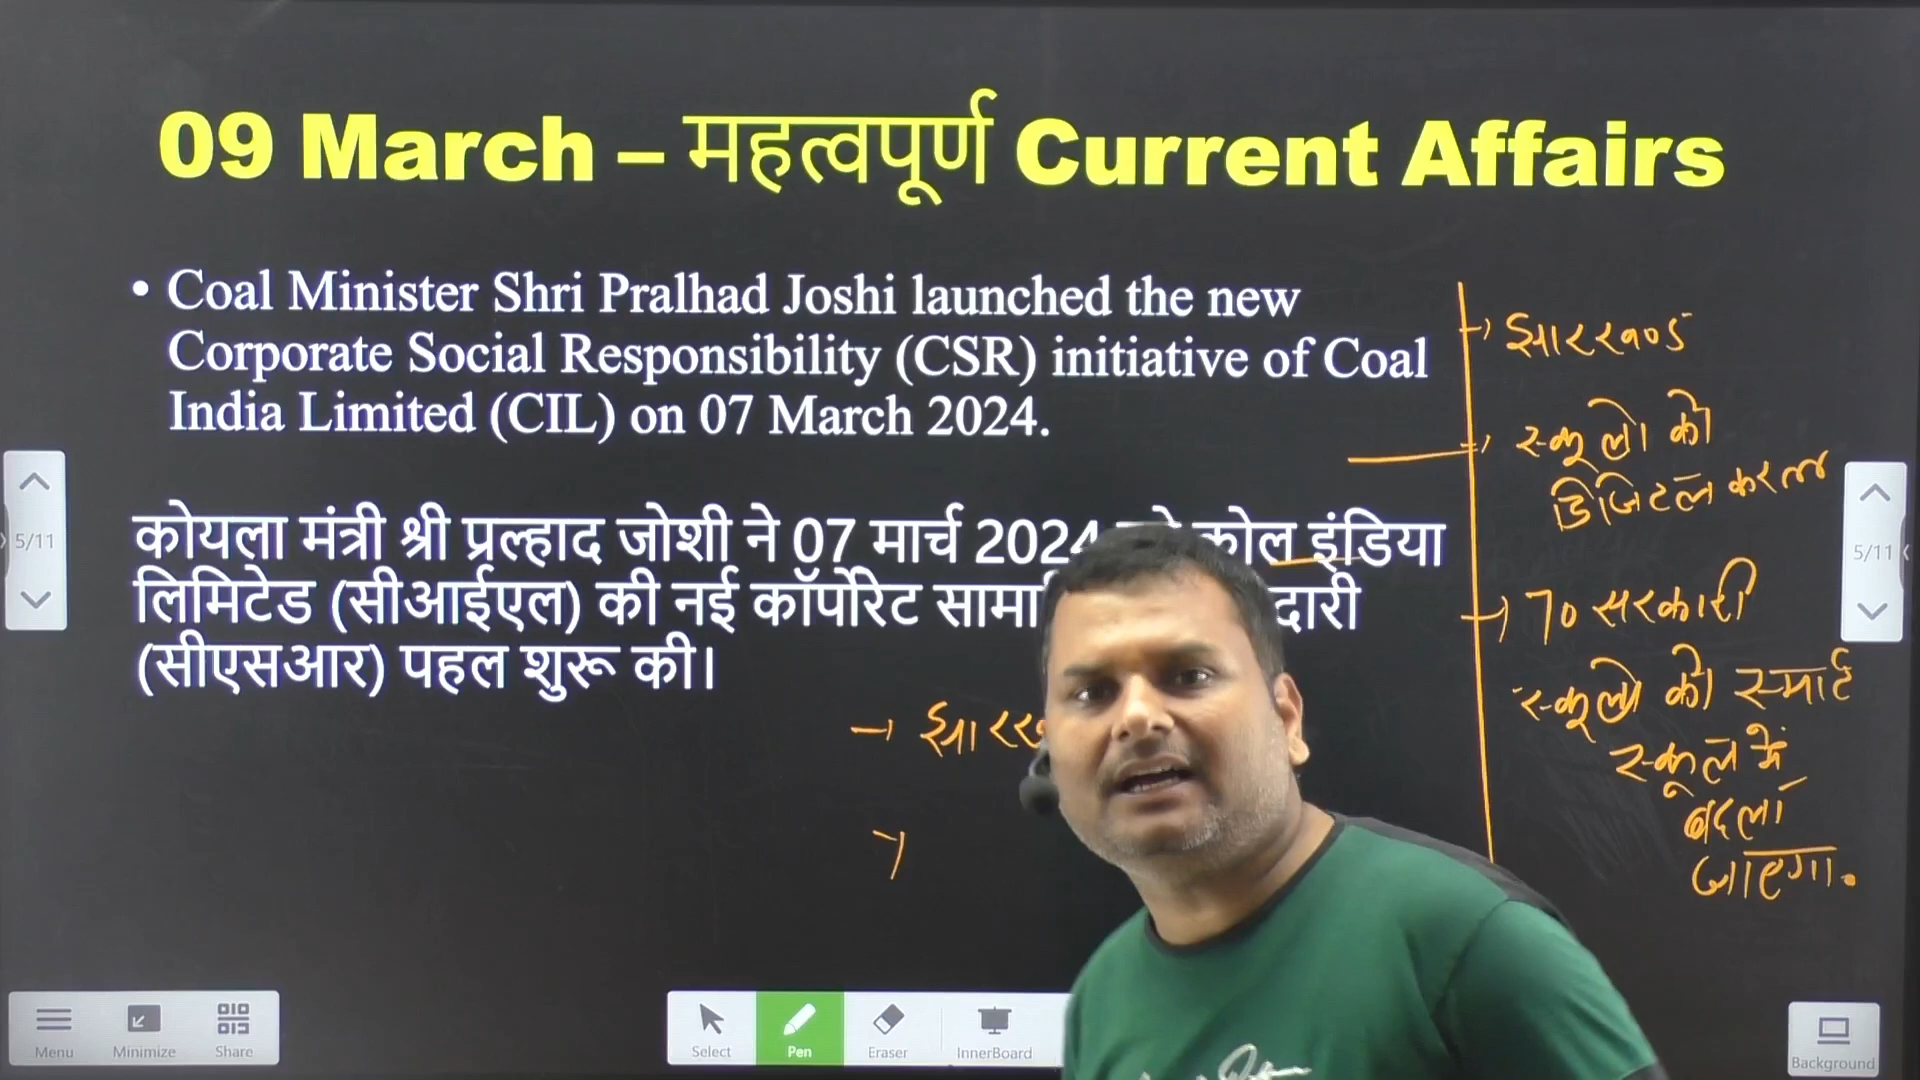 09 March – महत्वपूर्ण Current Affairs
• Coal Minister Shri Pralhad Joshi launched the new
Corporate Social Responsibility (CSR) initiative of Coal
India Limited (CIL) on 07 March 2024.
कोयला मंत्री श्री प्रल्हाद जोशी ने 07 मार्च 2024 कोल इंडिया
लिमिटेड (सीआईएल) की नई कॉर्पोरेट सामा दारी
(सीएसआर) पहल शुरू की।
→ झारख
→ झारखण्ड
→ स्कूलो को
डिजिटल करना
→ 70 सरकारी
स्कूलो को स्मार्ट
स्कूल में
बदला
जाएगा.
5/11
5/11
Menu
Minimize
Share
Select
Pen
Eraser
InnerBoard
Background